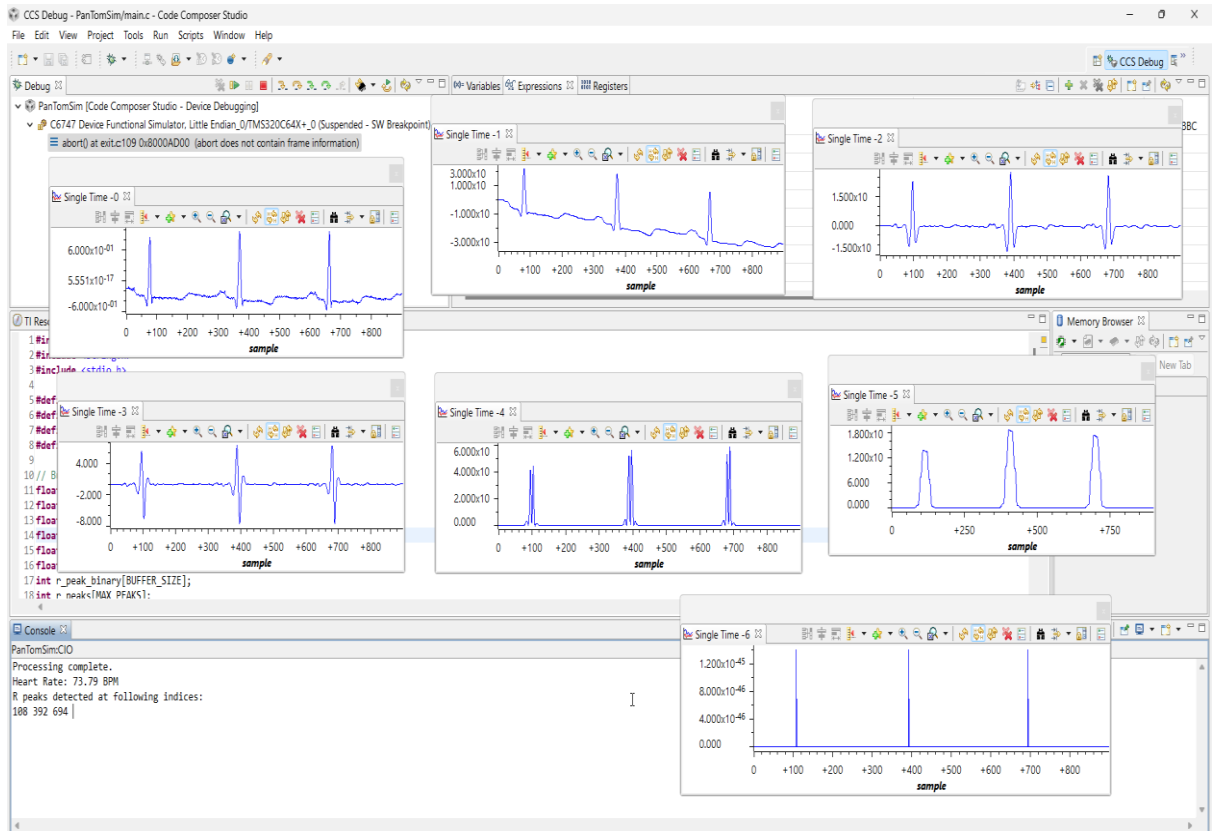 CCS Debug - PanTomSim/main.c - Code Composer Studio
File Edit View Project Tools Run Scripts Window Help
CCS Debug
Debug
Variables Expressions Registers
PanTomSim [Code Composer Studio - Device Debugging]
C6747 Device Functional Simulator, Little Endian_0/TMS320C64X+_0 (Suspended - SW Breakpoint)
abort() at exit.c:109 0x8000AD00 (abort does not contain frame information)
BBC
Single Time -0
6.000x10-01
5.551x10-17
-6.000x10-01
0 +100 +200 +300 +400 +500 +600 +700 +800
sample
Single Time -1
3.000x10
1.000x10
-1.000x10
-3.000x10
0 +100 +200 +300 +400 +500 +600 +700 +800
sample
Single Time -2
1.500x10
0.000
-1.500x10
0 +100 +200 +300 +400 +500 +600 +700 +800
sample
TI Res
Memory Browser
New Tab
1 #in
2 #in
3 #include <stdio.h>
4
5 #def
6 #def
7 #def
8 #def
9
10 // B
11 floa
12 floa
13 floa
14 floa
15 floa
16 floa
17 int r_peak_binary[BUFFER_SIZE];
18 int r_peaks[MAX_PEAKS];
Single Time -3
4.000
-2.000
-8.000
0 +100 +200 +300 +400 +500 +600 +700 +800
sample
Single Time -4
6.000x10
4.000x10
2.000x10
0.000
0 +100 +200 +300 +400 +500 +600 +700 +800
sample
Single Time -5
1.800x10
1.200x10
6.000
0.000
0 +250 +500 +750
sample
Console
PanTomSim:CIO
Processing complete.
Heart Rate: 73.79 BPM
R peaks detected at following indices:
108 392 694
Single Time -6
1.200x10-45
8.000x10-46
4.000x10-46
0.000
0 +100 +200 +300 +400 +500 +600 +700 +800
sample